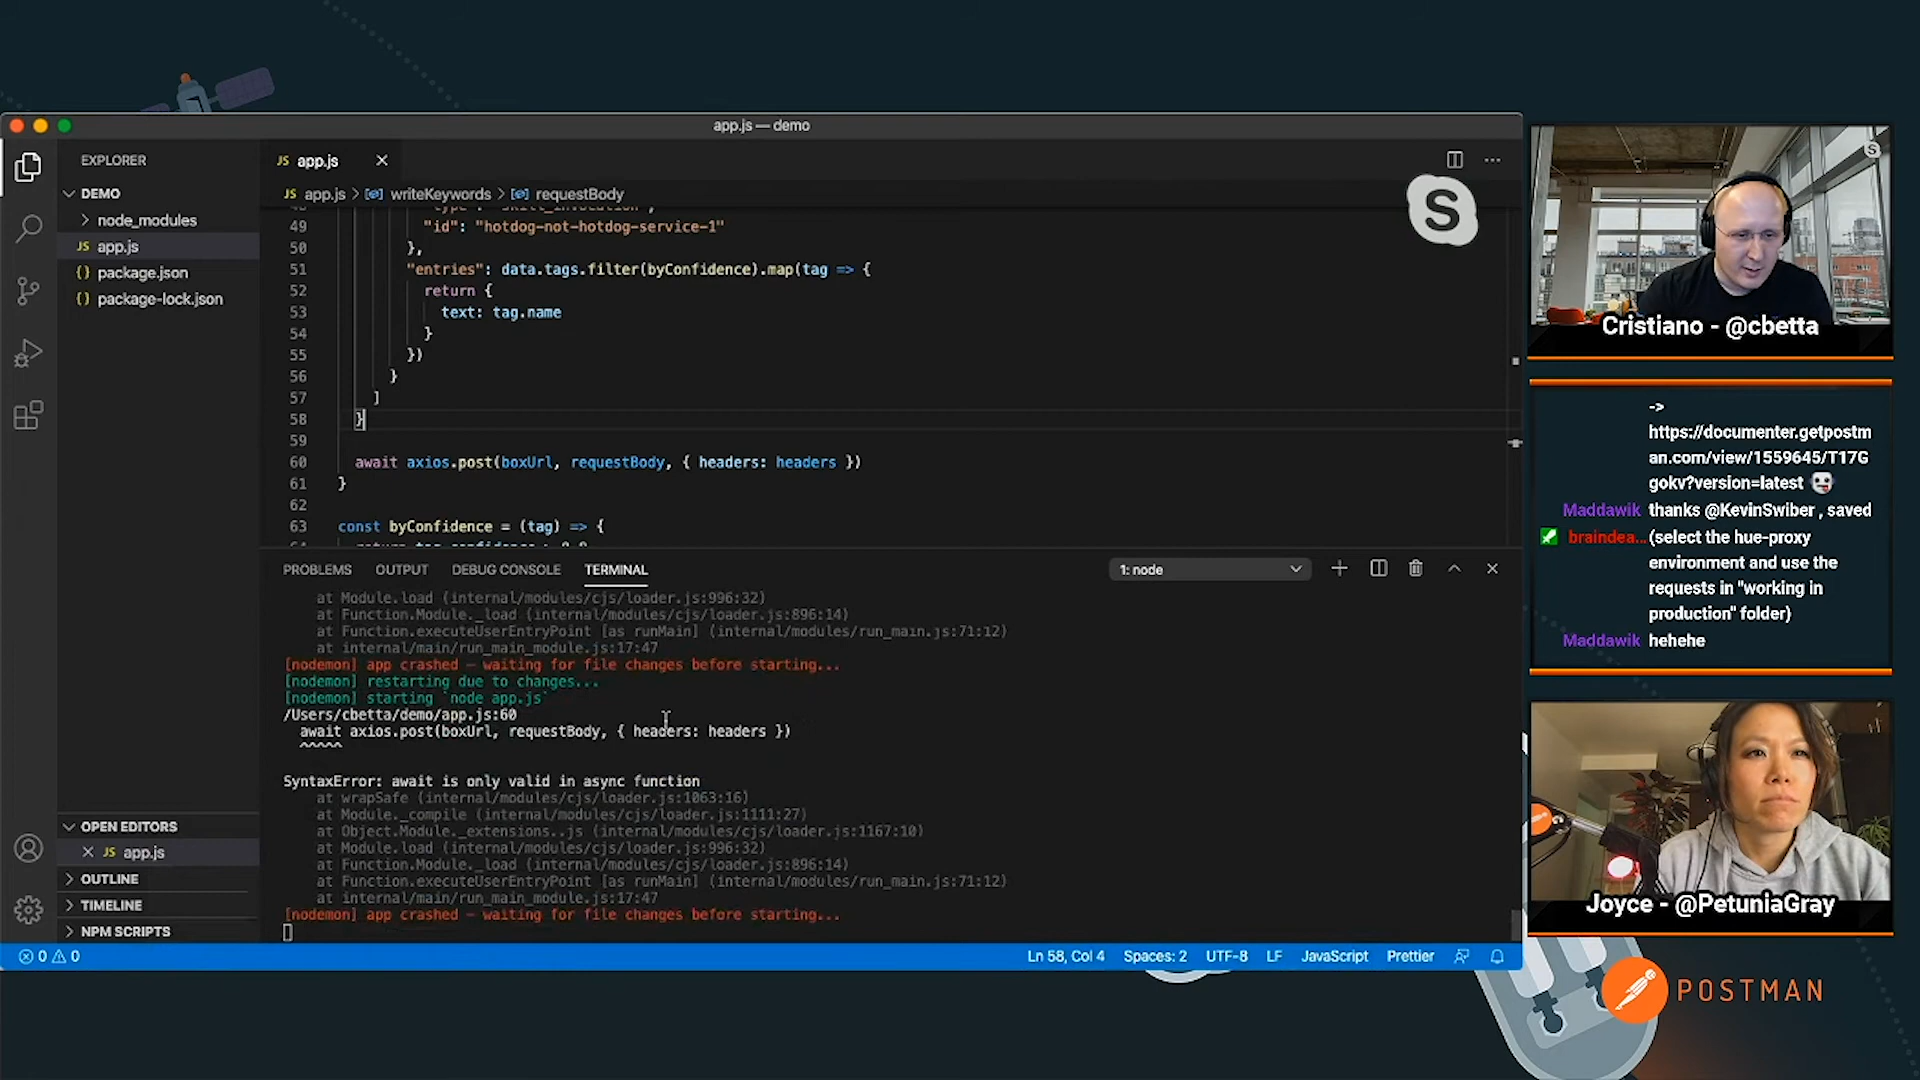 app.js — demo
EXPLORER
JS app.js
DEMO
node_modules
JS app.js
{} package.json
{} package-lock.json
JS app.js > writeKeywords > requestBody
49 "id": "hotdog-not-hotdog-service-1"
50 },
51 "entries": data.tags.filter(byConfidence).map(tag => {
52 return {
53 text: tag.name
54 }
55 })
56 }
57 ]
58 }
59
60 await axios.post(boxUrl, requestBody, { headers: headers })
61 }
62
63 const byConfidence = (tag) => {
PROBLEMS OUTPUT DEBUG CONSOLE TERMINAL
1: node
at Module.load (internal/modules/cjs/loader.js:996:32)
at Function.Module._load (internal/modules/cjs/loader.js:896:14)
at Function.executeUserEntryPoint [as runMain] (internal/modules/run_main.js:71:12)
at internal/main/run_main_module.js:17:47
[nodemon] app crashed – waiting for file changes before starting...
[nodemon] restarting due to changes...
[nodemon] starting `node app.js`
/Users/cbetta/demo/app.js:60
await axios.post(boxUrl, requestBody, { headers: headers })
^^^^^
SyntaxError: await is only valid in async function
at wrapSafe (internal/modules/cjs/loader.js:1063:16)
at Module._compile (internal/modules/cjs/loader.js:1111:27)
at Object.Module._extensions..js (internal/modules/cjs/loader.js:1167:10)
at Module.load (internal/modules/cjs/loader.js:996:32)
at Function.Module._load (internal/modules/cjs/loader.js:896:14)
at Function.executeUserEntryPoint [as runMain] (internal/modules/run_main.js:71:12)
at internal/main/run_main_module.js:17:47
[nodemon] app crashed – waiting for file changes before starting...
OPEN EDITORS
JS app.js
OUTLINE
TIMELINE
NPM SCRIPTS
0 0
Ln 58, Col 4 Spaces: 2 UTF-8 LF JavaScript Prettier
S
Cristiano - @cbetta
->
https://documenter.getpostm
an.com/view/1559645/T17G
gokv?version=latest
Maddawik thanks @KevinSwiber , saved
braindea... (select the hue-proxy
environment and use the
requests in "working in
production" folder)
Maddawik hehehe
Joyce - @PetuniaGray
POSTMAN